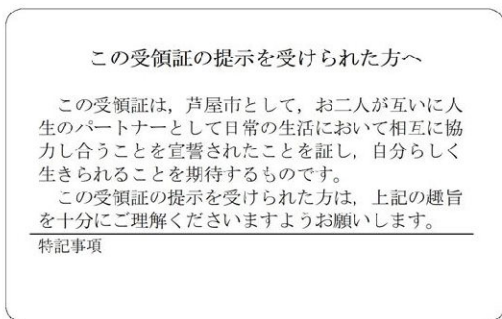 この受領証の提示を受けられた方へ
この受領証は，芦屋市として，お二人が互いに人
生のパートナーとして日常の生活において相互に協
力し合うことを宣誓されたことを証し，自分らしく
生きられることを期待するものです。
この受領証の提示を受けられた方は，上記の趣旨
を十分にご理解くださいますようお願いします。
特記事項